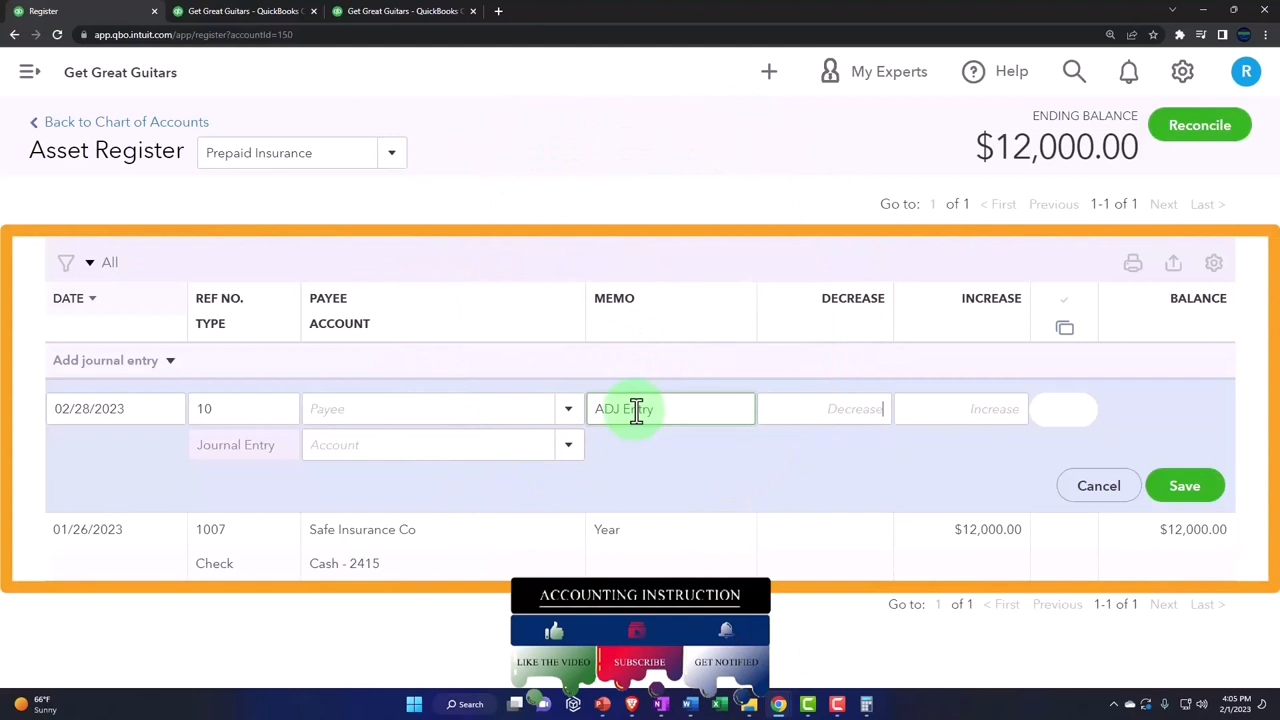 Register
Get Great Guitars - QuickBooks
Get Great Guitars - QuickBooks
app.qbo.intuit.com/app/register?accountId=150
Get Great Guitars
My Experts
Help
R
Back to Chart of Accounts
ENDING BALANCE
Asset Register
Prepaid Insurance
$12,000.00
Reconcile
Go to: 1 of 1 < First Previous 1-1 of 1 Next Last >
All
DATE REF NO. PAYEE MEMO DECREASE INCREASE BALANCE
TYPE ACCOUNT
Add journal entry
02/28/2023 10 Payee ADJ Entry Decrease Increase
Journal Entry Account
Cancel Save
01/26/2023 1007 Safe Insurance Co Year $12,000.00 $12,000.00
Check Cash - 2415
ACCOUNTING INSTRUCTION
Go to: 1 of 1 < First Previous 1-1 of 1 Next Last >
LIKE THE VIDEO SUBSCRIBE GET NOTIFIED
66°F
Sunny
Search
4:05 PM
2/1/2023